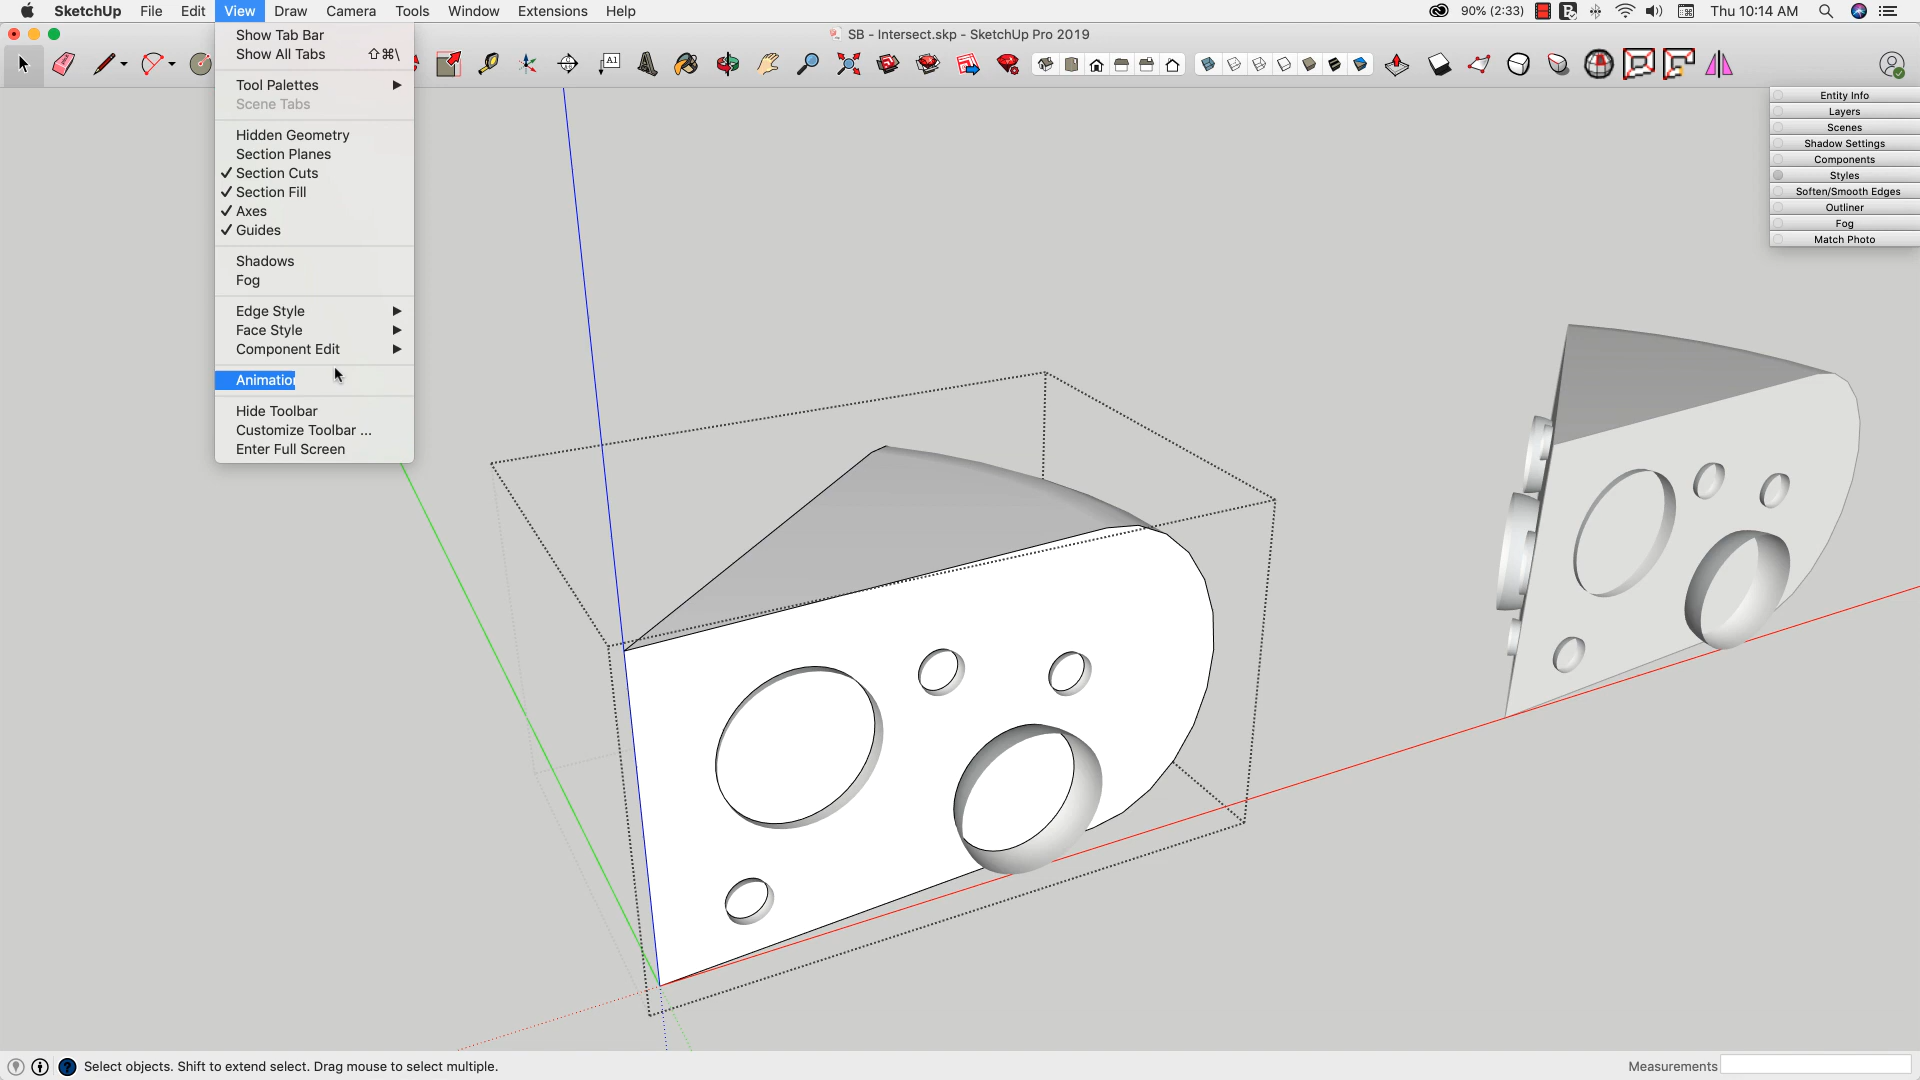 SketchUp File Edit View Draw Camera Tools Window Extensions Help 90% (2:33) Thu 10:14 AM
SB - Intersect.skp - SketchUp Pro 2019
A1
Show Tab Bar
Show All Tabs ⇧⌘\
Tool Palettes
Scene Tabs
Hidden Geometry
Section Planes
✓ Section Cuts
✓ Section Fill
✓ Axes
✓ Guides
Shadows
Fog
Edge Style
Face Style
Component Edit
Animation
Hide Toolbar
Customize Toolbar ...
Enter Full Screen
Entity Info
Layers
Scenes
Shadow Settings
Components
Styles
Soften/Smooth Edges
Outliner
Fog
Match Photo
Select objects. Shift to extend select. Drag mouse to select multiple.
Measurements